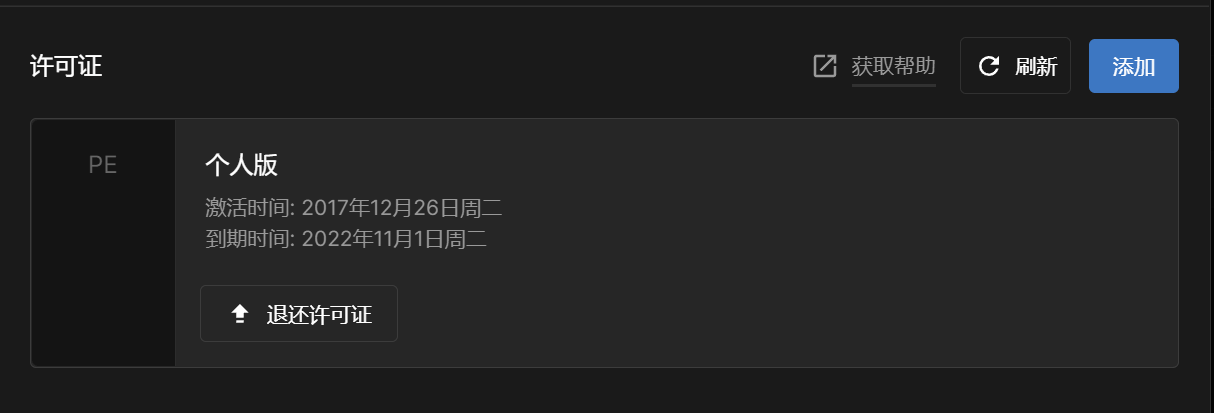 许可证
获取帮助
刷新
添加
PE
个人版
激活时间: 2017年12月26日周二
到期时间: 2022年11月1日周二
退还许可证